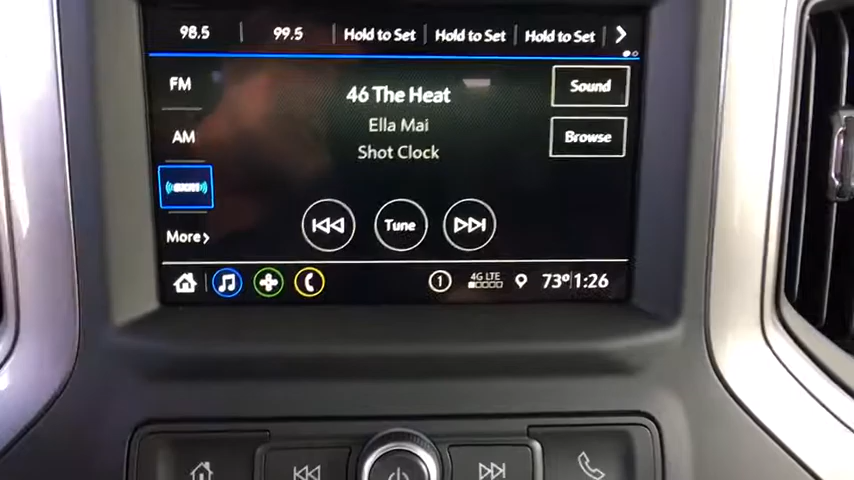 98.5 99.5 Hold to Set Hold to Set Hold to Set
FM
46 The Heat
Sound
AM
Ella Mai
Browse
Shot Clock
More
Tune
1 4G LTE 73° 1:26